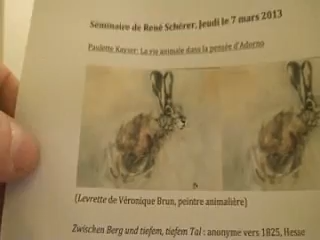 Séminaire de René Schérer, Jeudi le 7 mars 2013
Paulette Kayser: La vie animale dans la pensée d'Adorno
(Levrette de Véronique Brun, peintre animalière)
Zwischen Berg und tiefem, tiefem Tal : anonyme vers 1825, Hesse